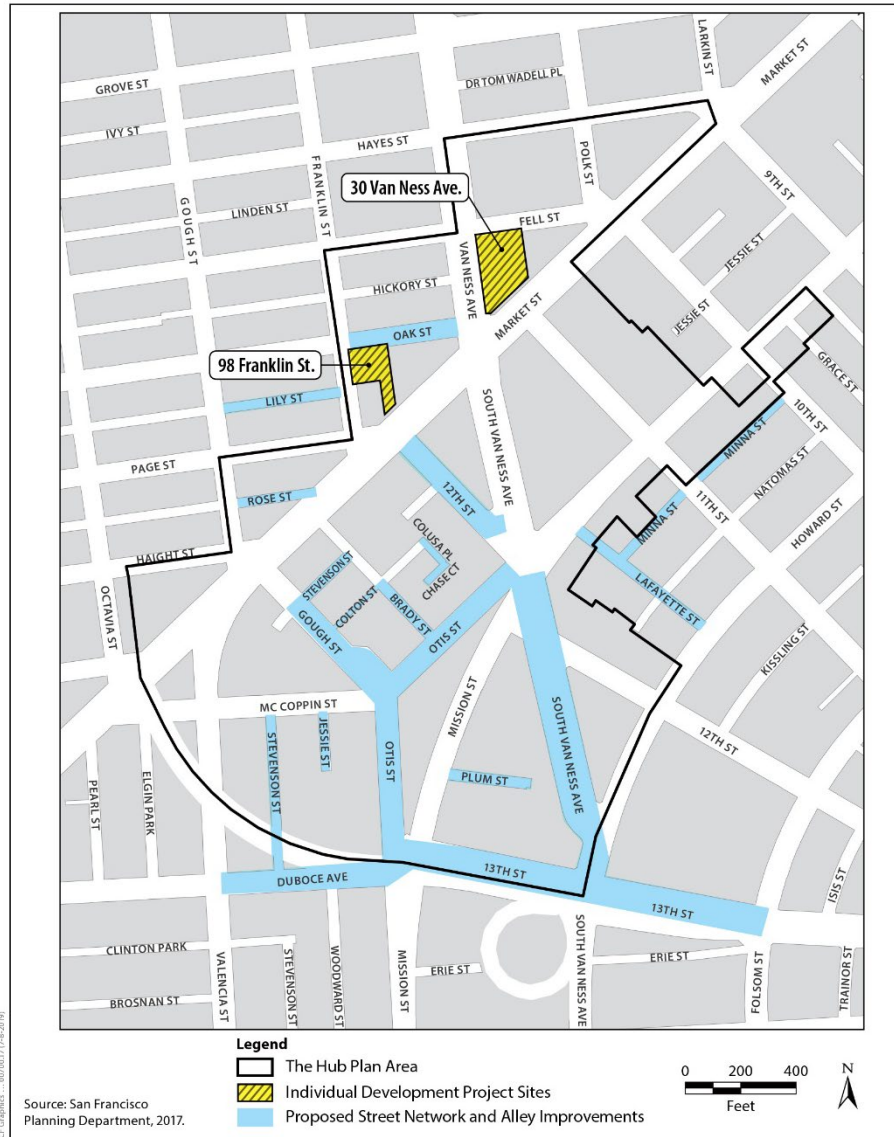 GROVE ST
IVY ST
DR TOM WADELL PL
LARKIN ST
MARKET ST
HAYES ST
POLK ST
9TH ST
GOUGH ST
FRANKLIN ST
LINDEN ST
30 Van Ness Ave.
FELL ST
VAN NESS AVE
JESSIE ST
HICKORY ST
MARKET ST
JESSIE ST
OAK ST
98 Franklin St.
GRACE ST
LILY ST
SOUTH VAN NESS AVE
10TH ST
MINNA ST
PAGE ST
NATOMAS ST
ROSE ST
12TH ST
11TH ST
HOWARD ST
MINNA ST
HAIGHT ST
COLUSA PL
CHASE CT
STEVENSON ST
COLTON ST
BRADY ST
LAFAYETTE ST
OCTAVIA ST
GOUGH ST
OTIS ST
KISSLING ST
MC COPPIN ST
MISSION ST
SOUTH VAN NESS AVE
12TH ST
STEVENSON ST
JESSIE ST
OTIS ST
PEARL ST
ELGIN PARK
PLUM ST
13TH ST
DUBOCE AVE
13TH ST
ISIS ST
CLINTON PARK
VALENCIA ST
STEVENSON ST
WOODWARD ST
MISSION ST
ERIE ST
SOUTH VAN NESS AVE
ERIE ST
FOLSOM ST
TRAINOR ST
BROSNAN ST
Legend
The Hub Plan Area
Individual Development Project Sites
Proposed Street Network and Alley Improvements
0 200 400
Feet
N
Source: San Francisco
Planning Department, 2017.